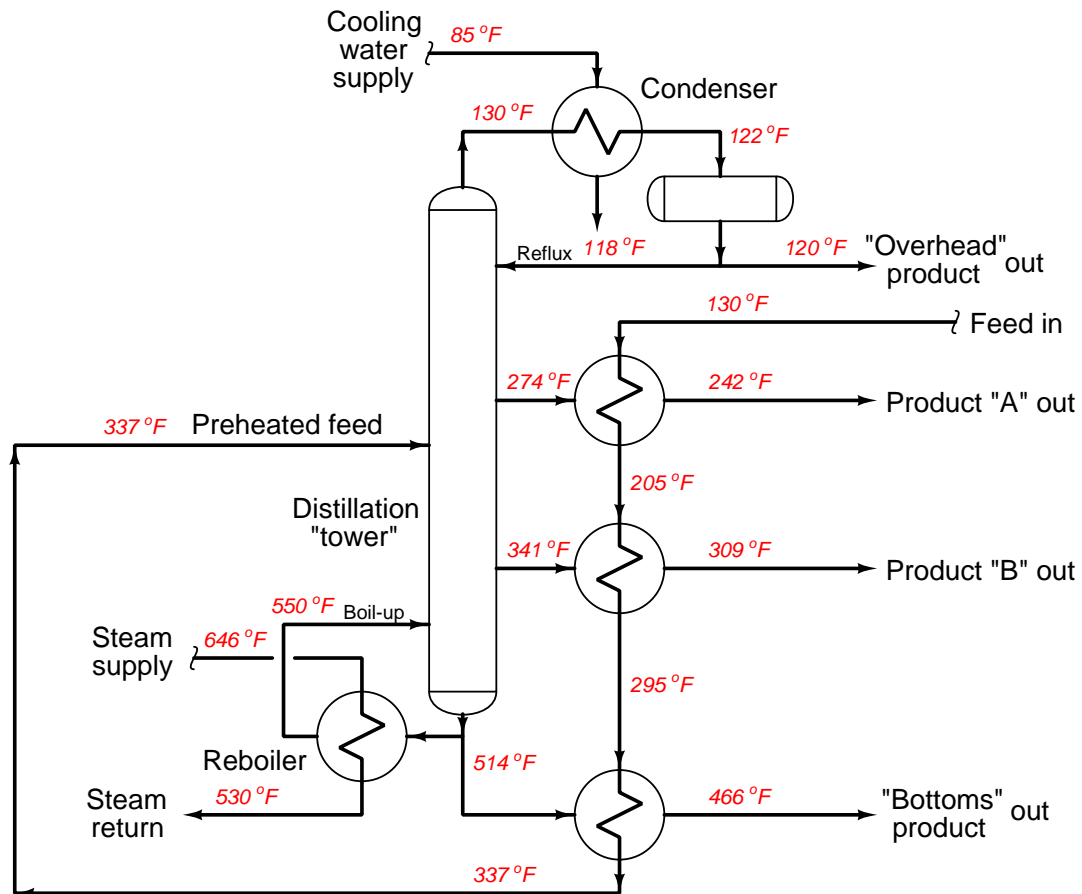 Cooling
water
supply
85 °F
Condenser
130 °F
122 °F
Reflux
118 °F
120 °F
"Overhead"
product
out
130 °F
Feed in
274 °F
242 °F
Product "A" out
337 °F
Preheated feed
205 °F
Distillation
"tower"
341 °F
309 °F
Product "B" out
550 °F
Boil-up
Steam
supply
646 °F
295 °F
Reboiler
514 °F
Steam
return
530 °F
466 °F
"Bottoms"
product
out
337 °F